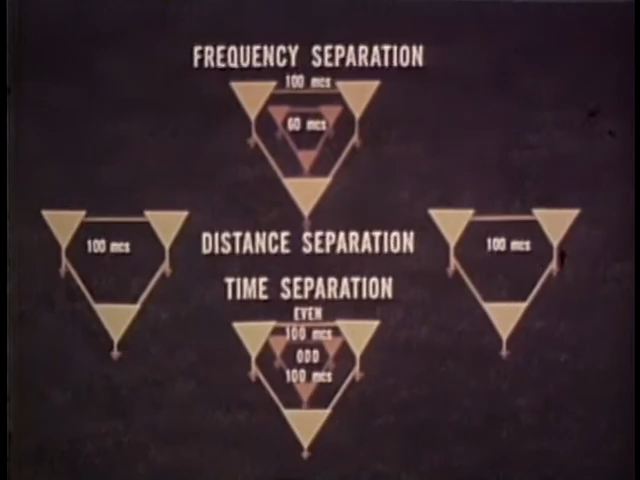 FREQUENCY SEPARATION
100 mcs
60 mcs
100 mcs
DISTANCE SEPARATION
100 mcs
TIME SEPARATION
EVEN
100 mcs
ODD
100 mcs